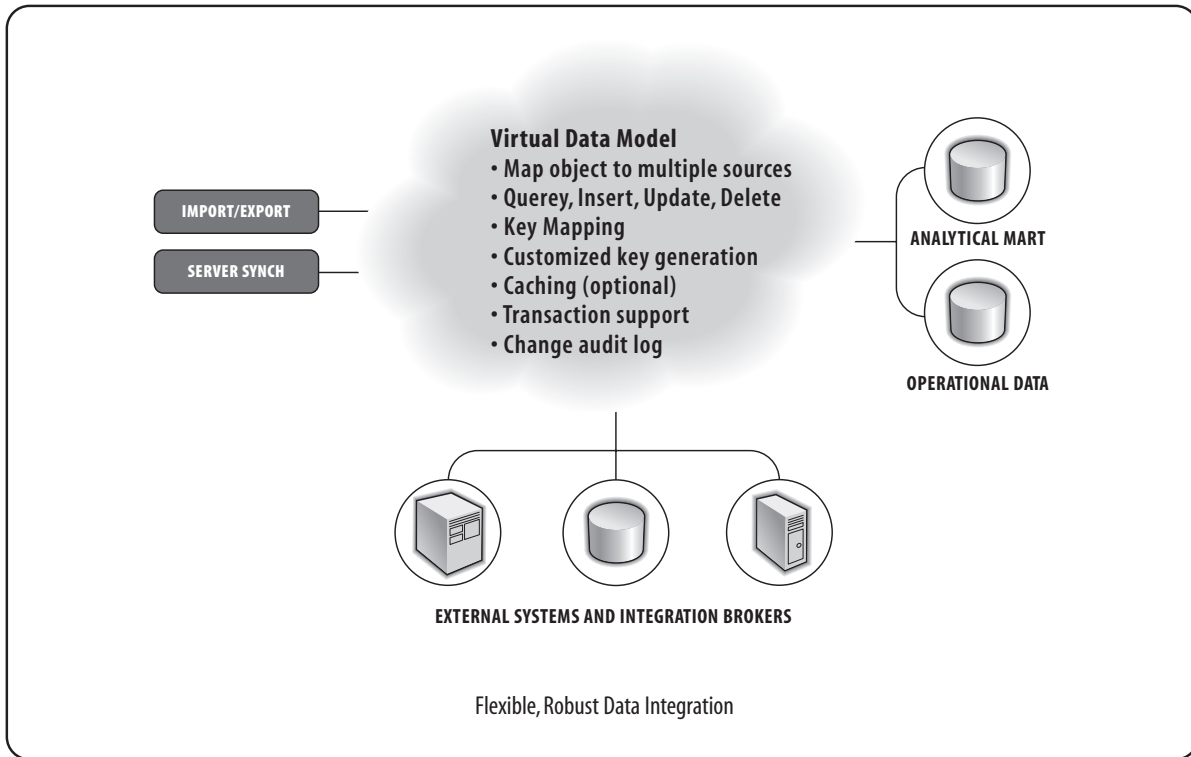 Virtual Data Model
• Map object to multiple sources
• Querey, Insert, Update, Delete
• Key Mapping
• Customized key generation
• Caching (optional)
• Transaction support
• Change audit log
IMPORT/EXPORT
SERVER SYNCH
ANALYTICAL MART
OPERATIONAL DATA
EXTERNAL SYSTEMS AND INTEGRATION BROKERS
Flexible, Robust Data Integration